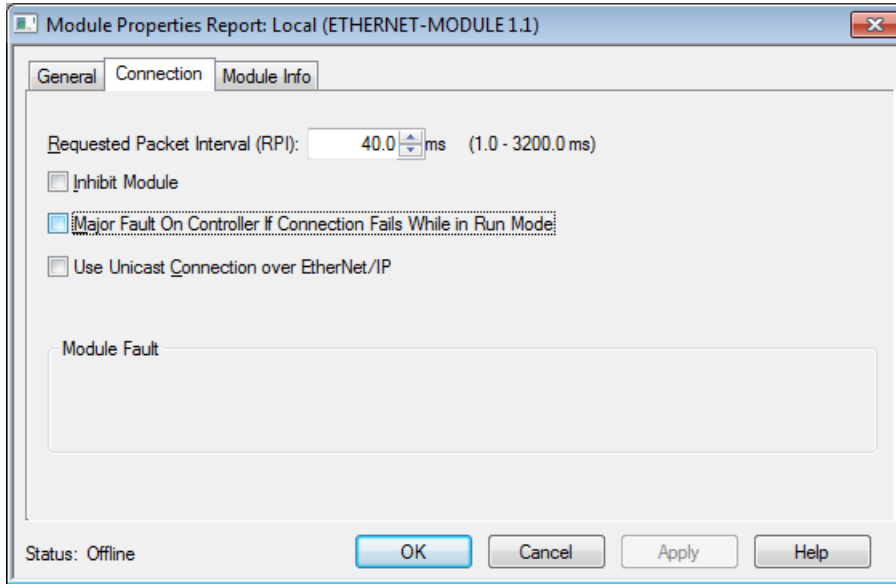 Module Properties Report: Local (ETHERNET-MODULE 1.1)
General Connection Module Info
Requested Packet Interval (RPI): 40.0 ms (1.0 - 3200.0 ms)
Inhibit Module
Major Fault On Controller If Connection Fails While in Run Mode
Use Unicast Connection over EtherNet/IP
Module Fault
Status: Offline OK Cancel Apply Help